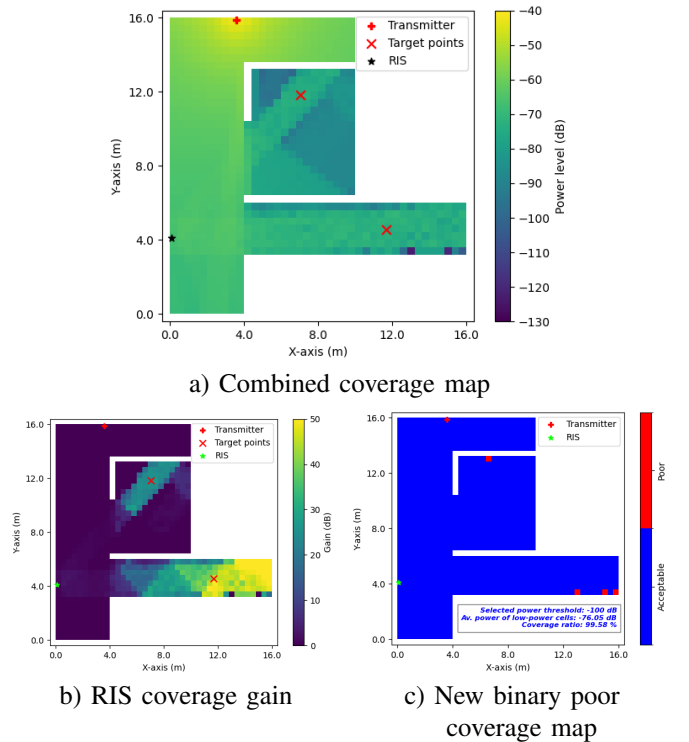 16.0
12.0
8.0
4.0
0.0
Y-axis (m)
0.0 4.0 8.0 12.0 16.0
X-axis (m)
Transmitter
Target points
RIS
−40
−50
−60
−70
−80
−90
−100
−110
−120
−130
Power level (dB)
a) Combined coverage map
16.0
12.0
8.0
4.0
0.0
Y-axis (m)
0.0 4.0 8.0 12.0 16.0
X-axis (m)
Transmitter
Target points
RIS
50
40
30
20
10
0
Gain (dB)
b) RIS coverage gain
16.0
12.0
8.0
4.0
0.0
Y-axis (m)
0.0 4.0 8.0 12.0 16.0
X-axis (m)
Transmitter
RIS
Selected power threshold: -100 dB
Av. power of low-power cells: -76.05 dB
Coverage ratio: 99.58 %
Poor
Acceptable
c) New binary poor
coverage map